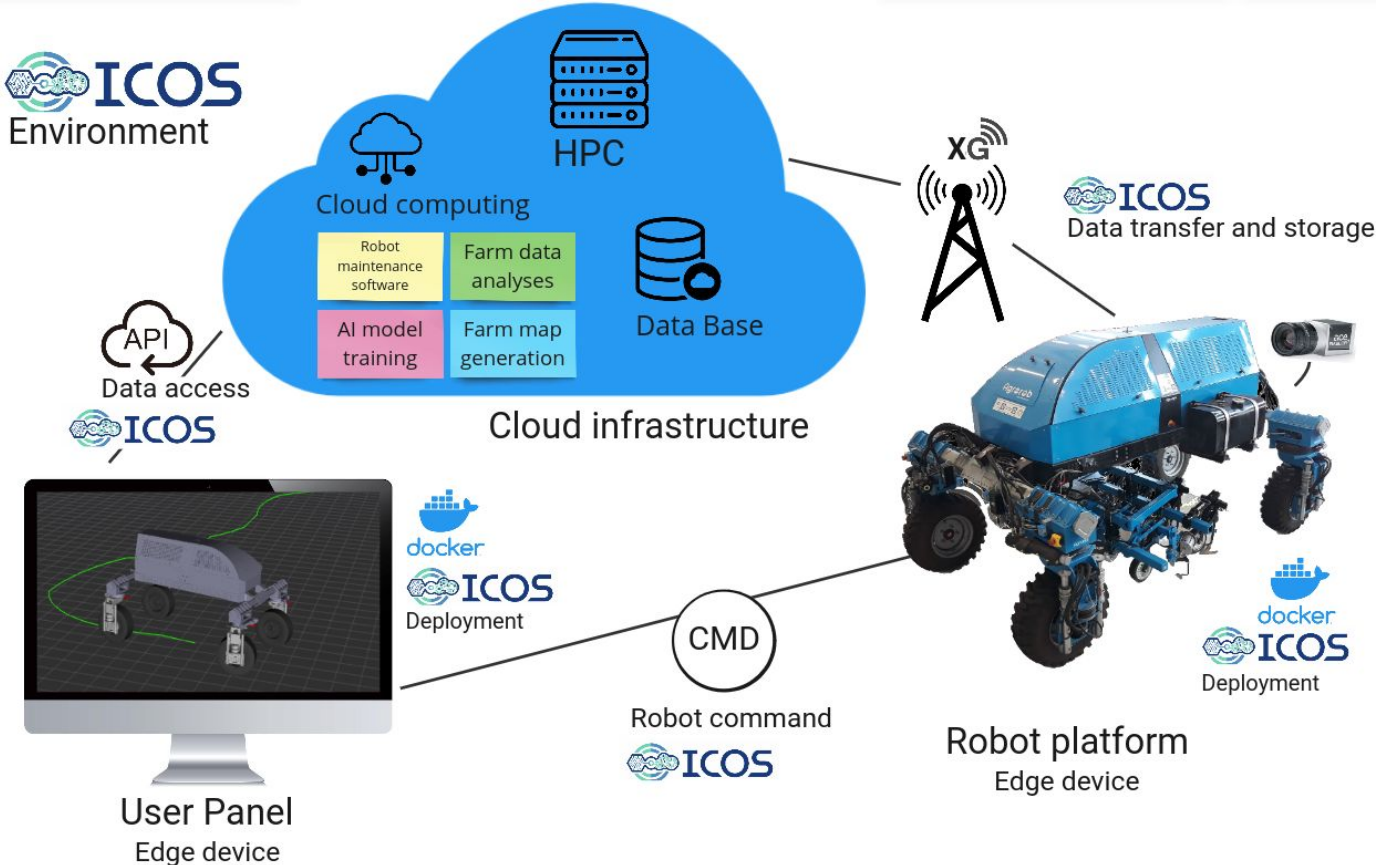 ICOS
Environment
HPC
Cloud computing
Robot
maintenance
software
Farm data
analyses
AI model
training
Farm map
generation
Data Base
Cloud infrastructure
XG
ICOS
Data transfer and storage
API
Data access
ICOS
docker
ICOS
Deployment
CMD
Robot command
ICOS
User Panel
Edge device
Agrorob
ace
docker
ICOS
Deployment
Robot platform
Edge device